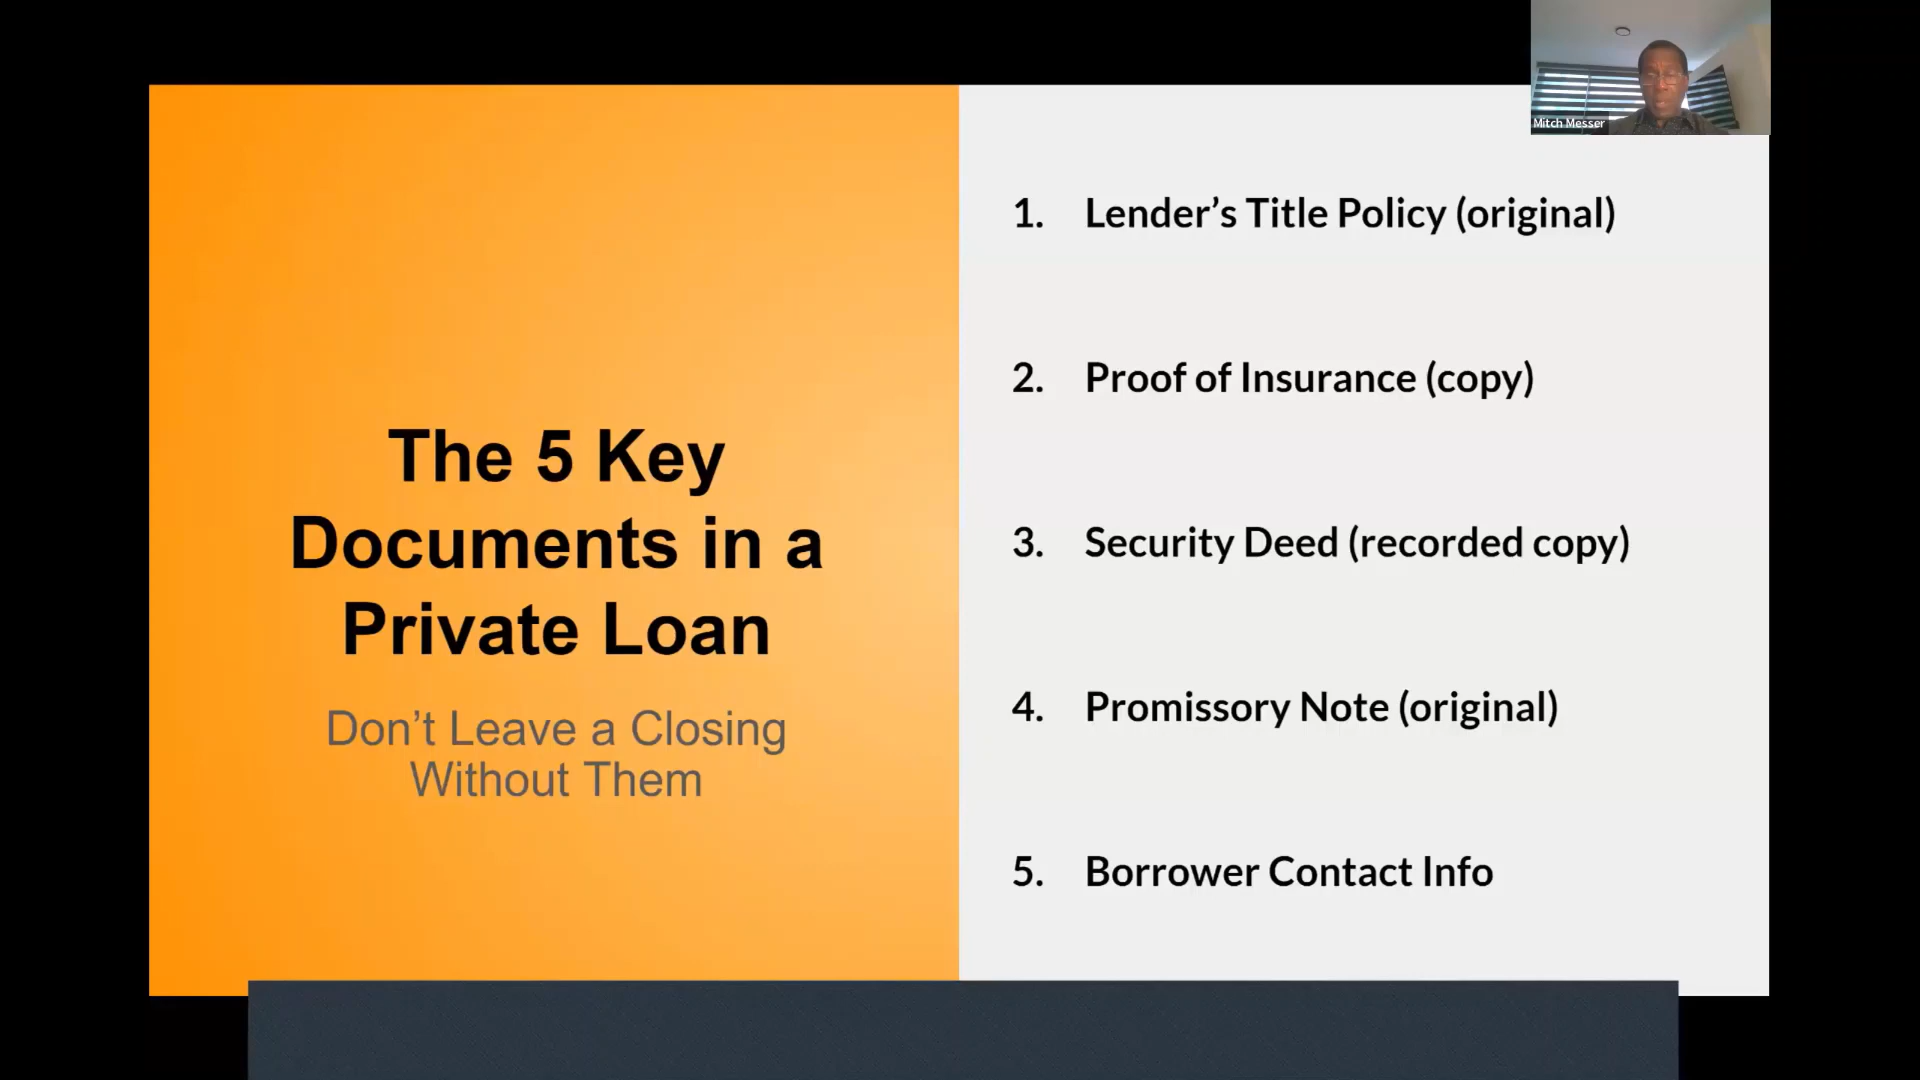 Mitch Messer
The 5 Key
Documents in a
Private Loan
Don’t Leave a Closing
Without Them
1. Lender’s Title Policy (original)
2. Proof of Insurance (copy)
3. Security Deed (recorded copy)
4. Promissory Note (original)
5. Borrower Contact Info